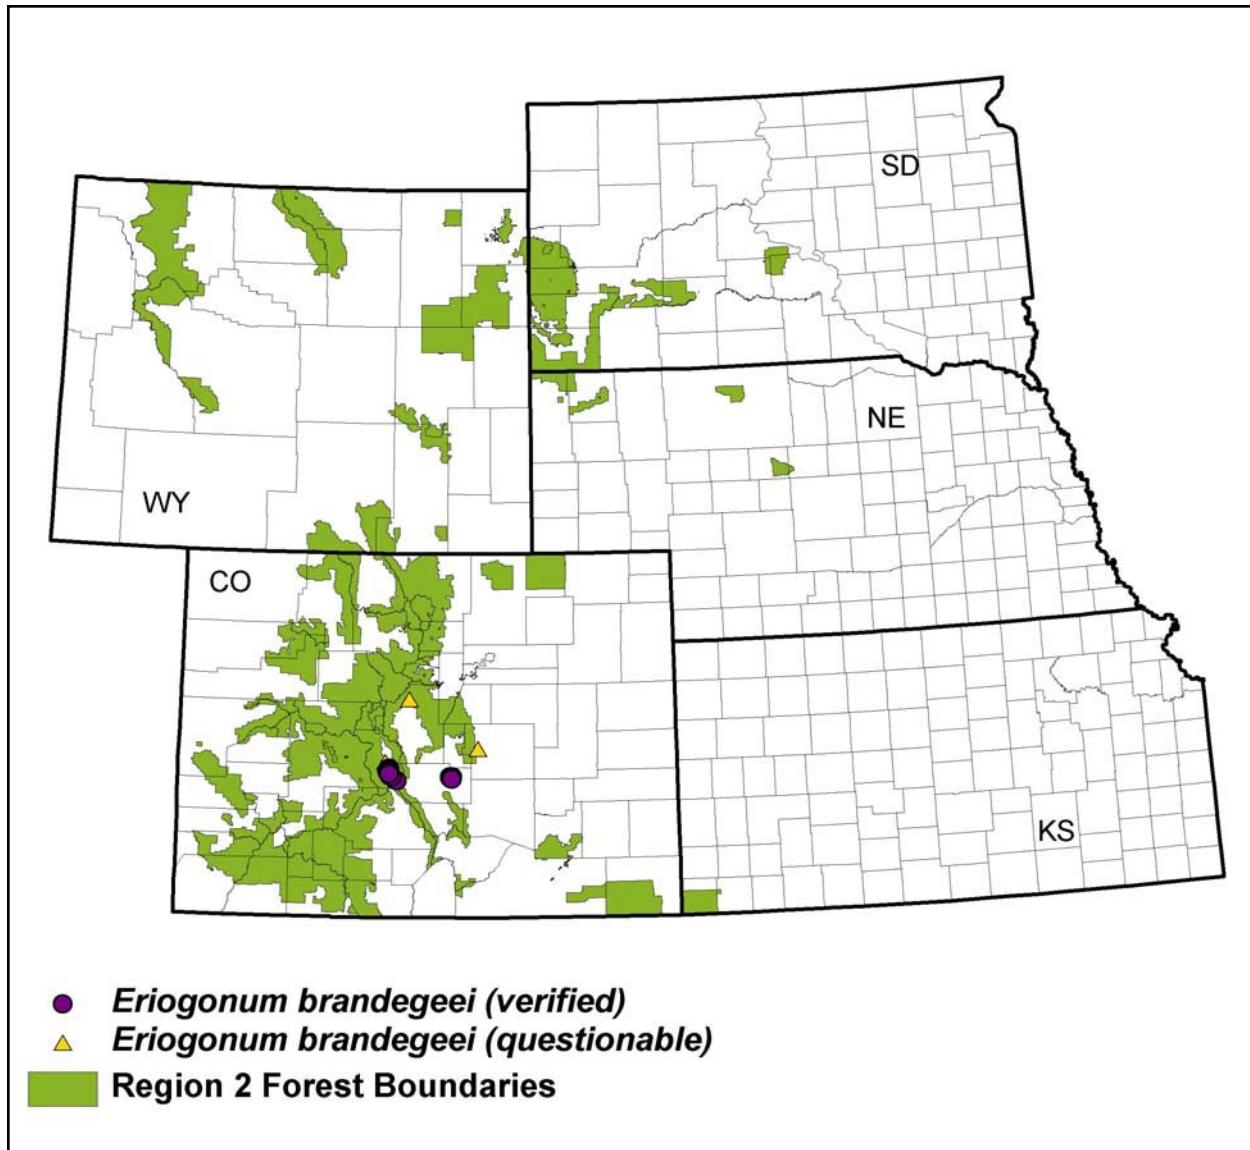 SD
NE
WY
CO
KS
Eriogonum brandegeei (verified)
Eriogonum brandegeei (questionable)
Region 2 Forest Boundaries